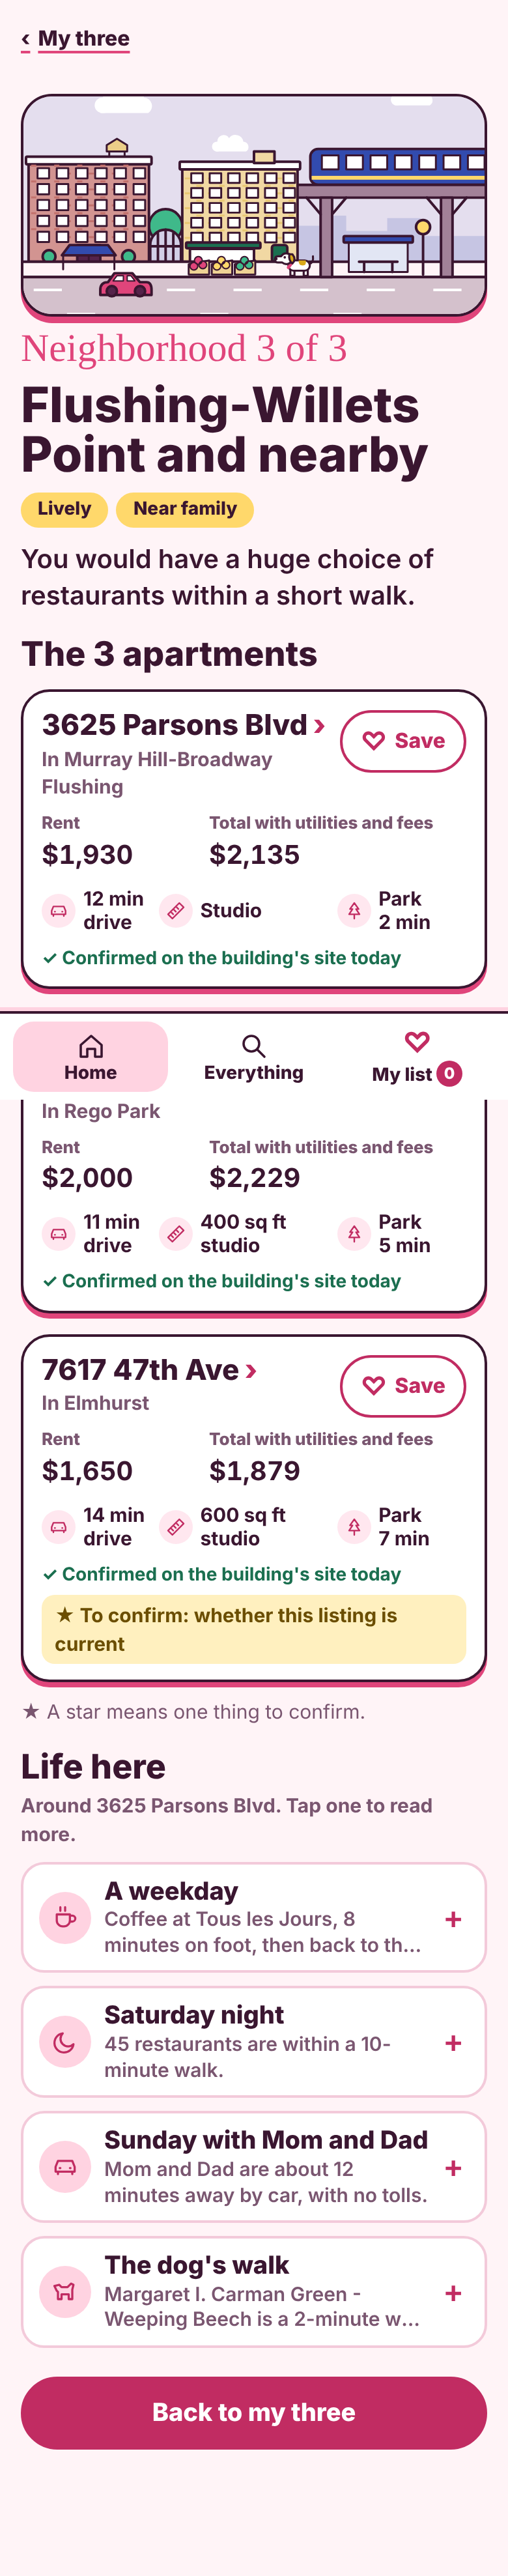 ‹ My three
Neighborhood 3 of 3
Flushing-Willets
Point and nearby
Lively Near family
You would have a huge choice of
restaurants within a short walk.
The 3 apartments
3625 Parsons Blvd ›
Save
In Murray Hill-Broadway
Flushing
Rent Total with utilities and fees
$1,930 $2,135
12 min
drive
Studio
Park
2 min
✓ Confirmed on the building's site today
Home Everything My list 0
In Rego Park
Rent Total with utilities and fees
$2,000 $2,229
11 min
drive
400 sq ft
studio
Park
5 min
✓ Confirmed on the building's site today
7617 47th Ave ›
Save
In Elmhurst
Rent Total with utilities and fees
$1,650 $1,879
14 min
drive
600 sq ft
studio
Park
7 min
✓ Confirmed on the building's site today
★ To confirm: whether this listing is
current
★ A star means one thing to confirm.
Life here
Around 3625 Parsons Blvd. Tap one to read
more.
A weekday
Coffee at Tous les Jours, 8
minutes on foot, then back to th...
+
Saturday night
45 restaurants are within a 10-
minute walk.
+
Sunday with Mom and Dad
Mom and Dad are about 12
minutes away by car, with no tolls.
+
The dog's walk
Margaret I. Carman Green -
Weeping Beech is a 2-minute w...
+
Back to my three